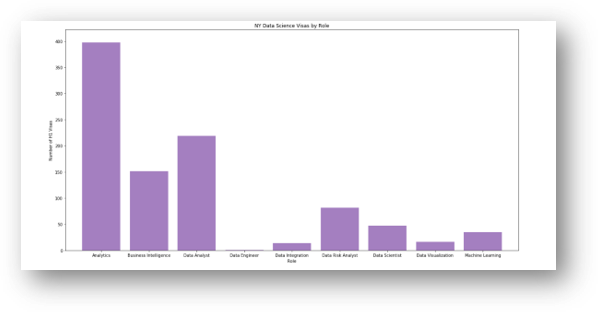 NY Data Science Visas by Role
Number of H1 Visas
400
350
300
250
200
150
100
50
0
Analytics Business Intelligence Data Analyst Data Engineer Data Integration Data Risk Analyst Data Scientist Data Visualization Machine Learning
Role